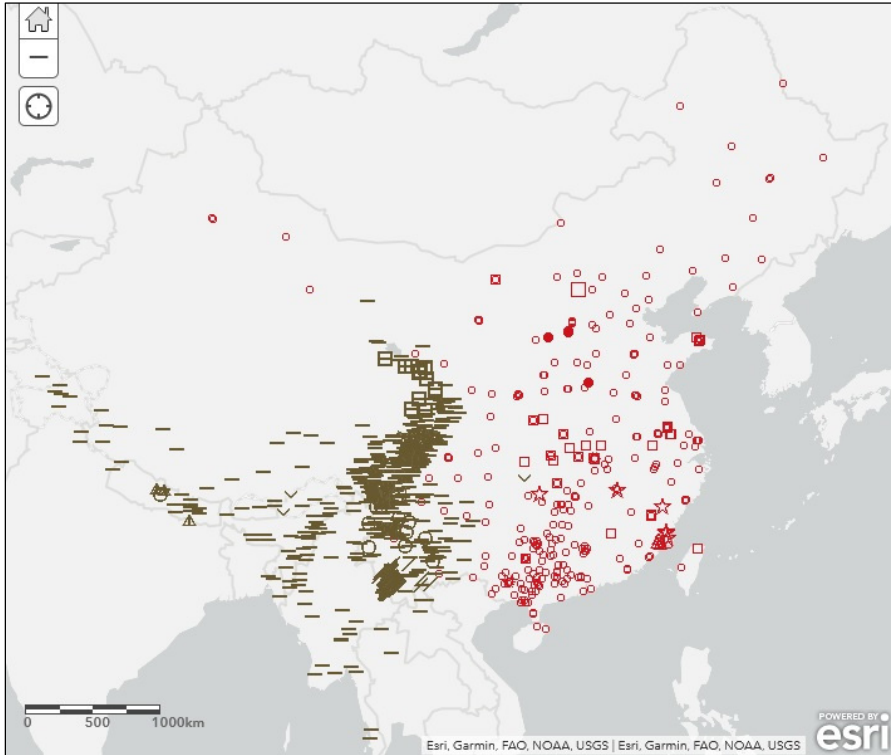 0 500 1000km
Esri, Garmin, FAO, NOAA, USGS | Esri, Garmin, FAO, NOAA, USGS
POWERED BY
esri